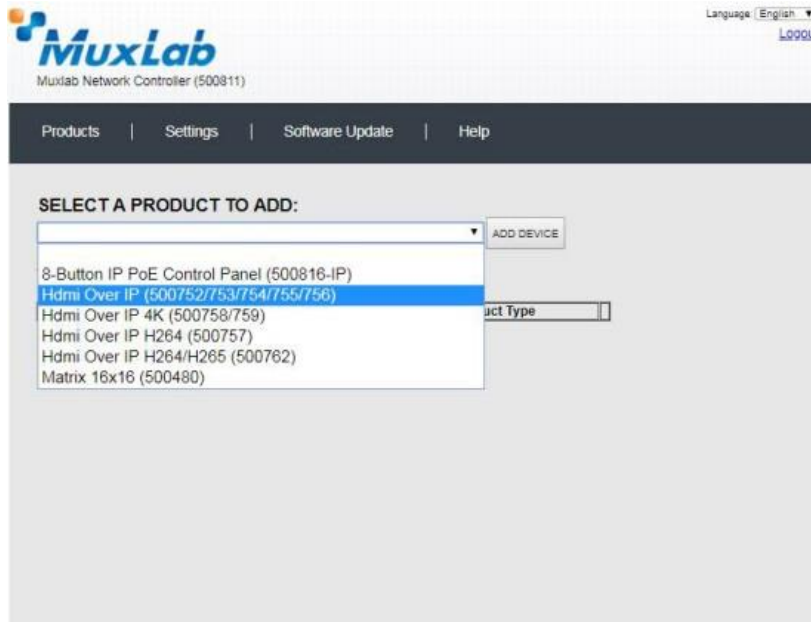 Language: English
Logou
MuxLab
Muxlab Network Controller (500811)
Products | Settings | Software Update | Help
SELECT A PRODUCT TO ADD:
ADD DEVICE
8-Button IP PoE Control Panel (500816-IP)
Hdmi Over IP (500752/753/754/755/756)
Hdmi Over IP 4K (500758/759)
uct Type
Hdmi Over IP H264 (500757)
Hdmi Over IP H264/H265 (500762)
Matrix 16x16 (500480)